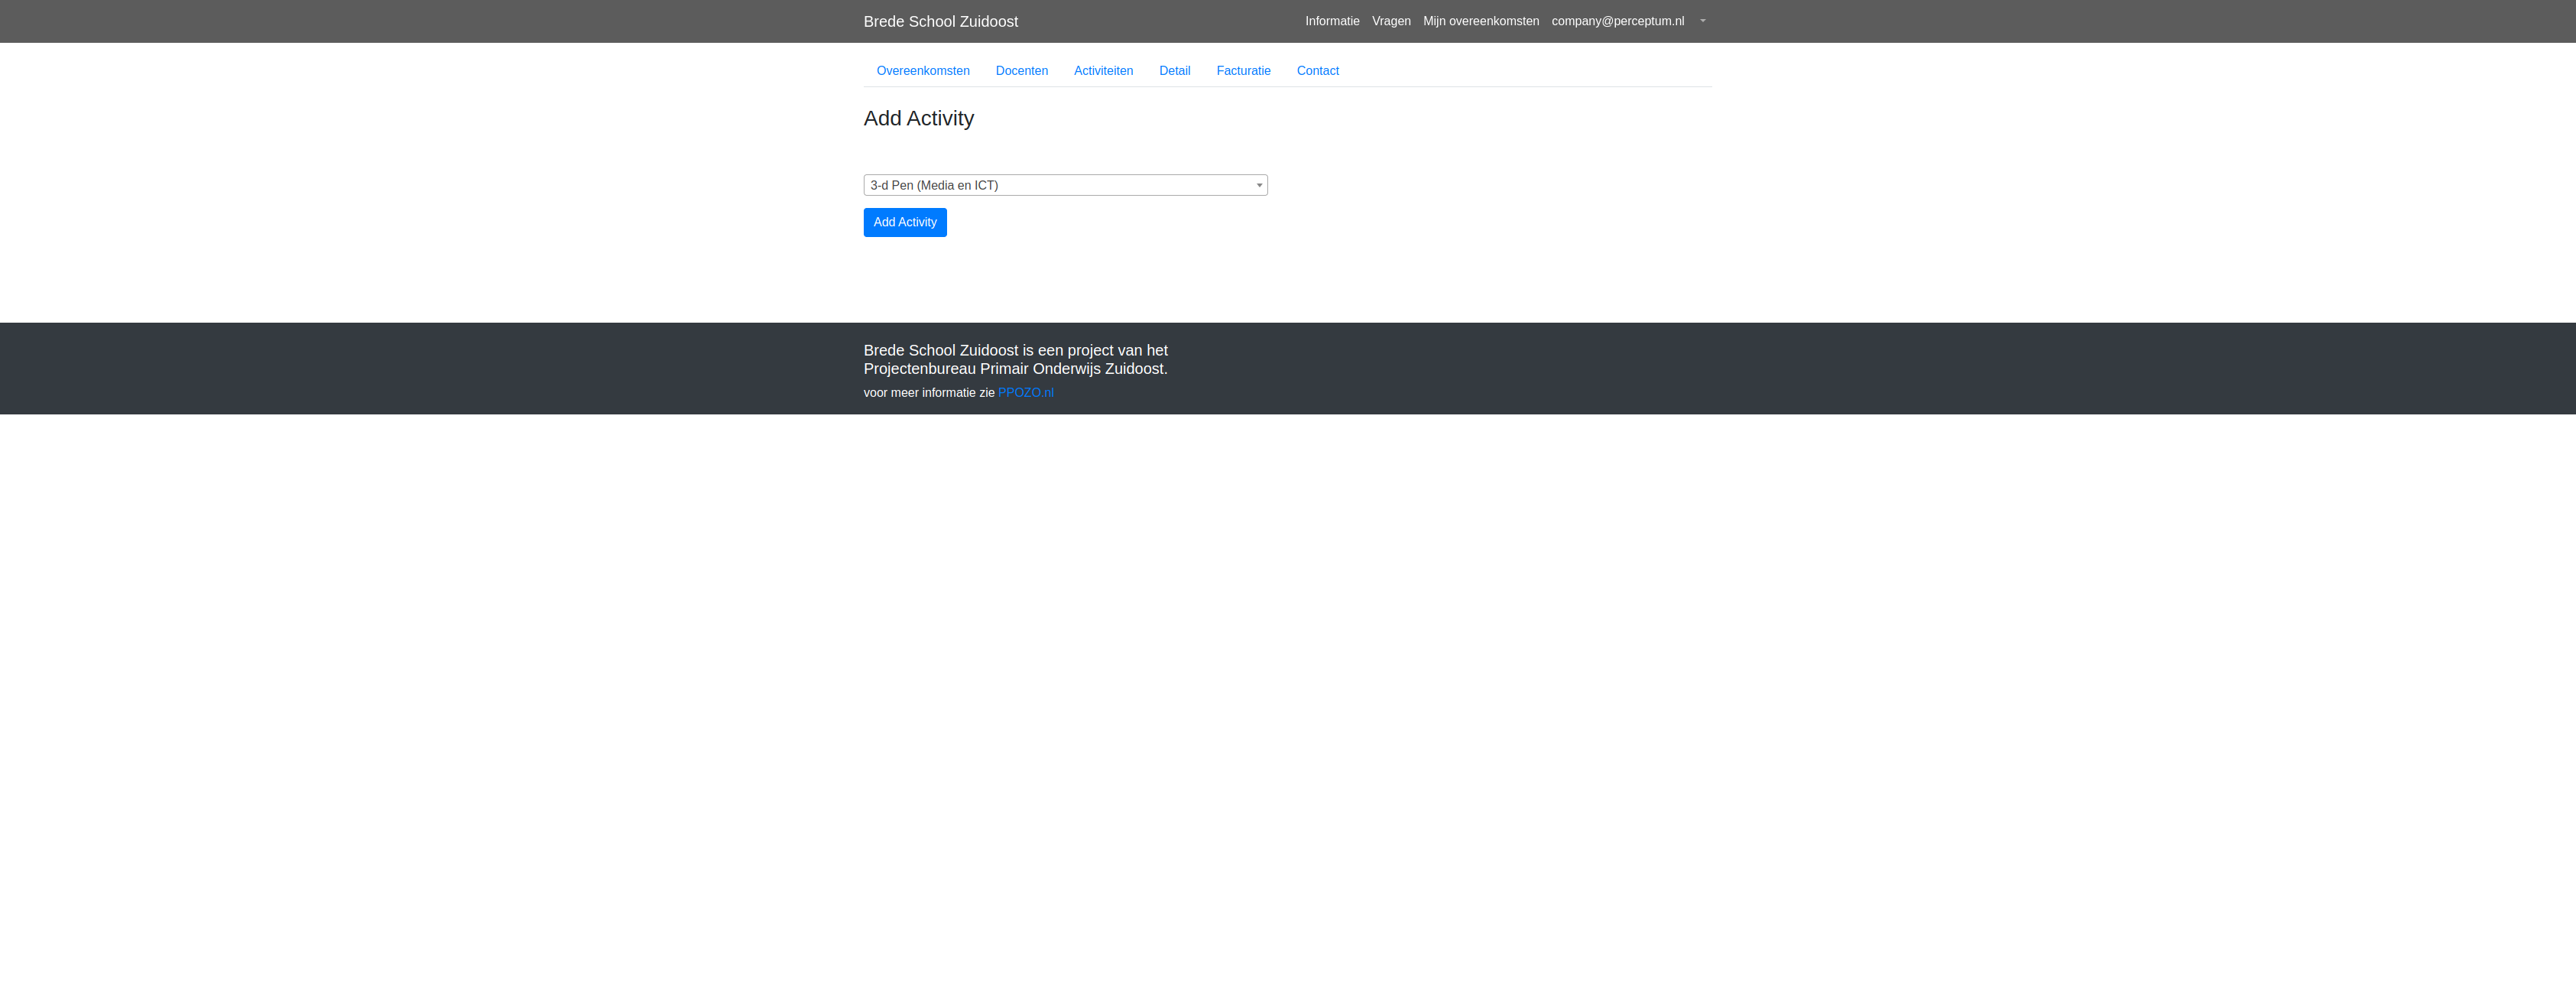 Brede School Zuidoost
Informatie Vragen Mijn overeenkomsten company@perceptum.nl
Overeenkomsten Docenten Activiteiten Detail Facturatie Contact
Add Activity
3-d Pen (Media en ICT)
Add Activity
Brede School Zuidoost is een project van het
Projectenbureau Primair Onderwijs Zuidoost.
voor meer informatie zie PPOZO.nl